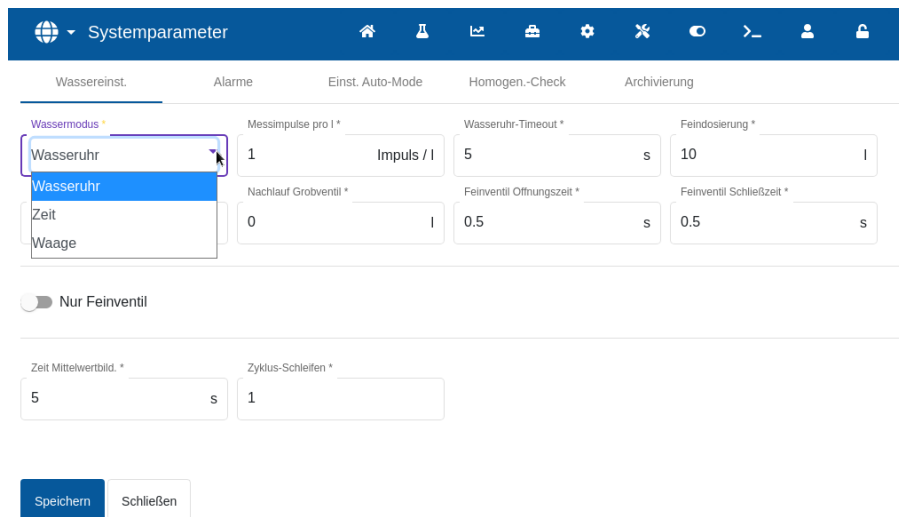 Systemparameter
Wassereinst. Alarme Einst. Auto-Mode Homogen.-Check Archivierung
Wassermodus * Messimpulse pro l * Wasseruhr-Timeout * Feindosierung *
Wasseruhr 1 Impuls / l 5 s 10 l
Wasseruhr
Zeit
Waage
Nachlauf Grobventil * Feinventil Öffnungszeit * Feinventil Schließzeit *
0 l 0.5 s 0.5 s
Nur Feinventil
Zeit Mittelwertbild. * Zyklus-Schleifen *
5 s 1
Speichern Schließen